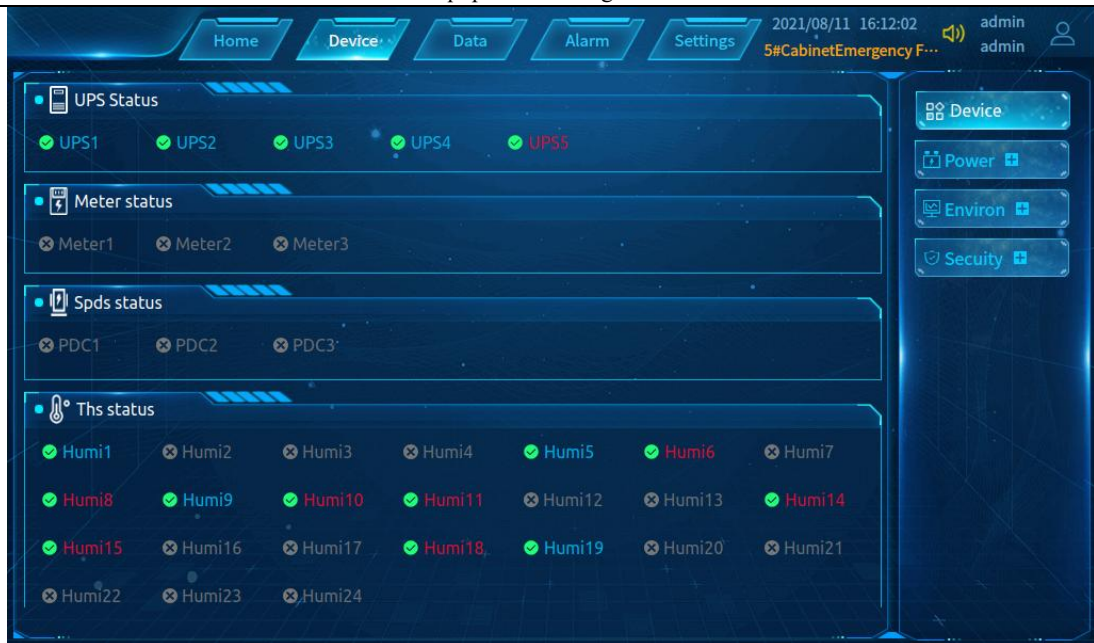 Home Device Data Alarm Settings
2021/08/11 16:12:02
5#CabinetEmergency F...
admin
admin
UPS Status
UPS1 UPS2 UPS3 UPS4 UPS5
Meter status
Meter1 Meter2 Meter3
Spds status
PDC1 PDC2 PDC3
Ths status
Humi1 Humi2 Humi3 Humi4 Humi5 Humi6 Humi7
Humi8 Humi9 Humi10 Humi11 Humi12 Humi13 Humi14
Humi15 Humi16 Humi17 Humi18 Humi19 Humi20 Humi21
Humi22 Humi23 Humi24
Device
Power
Environ
Secuity